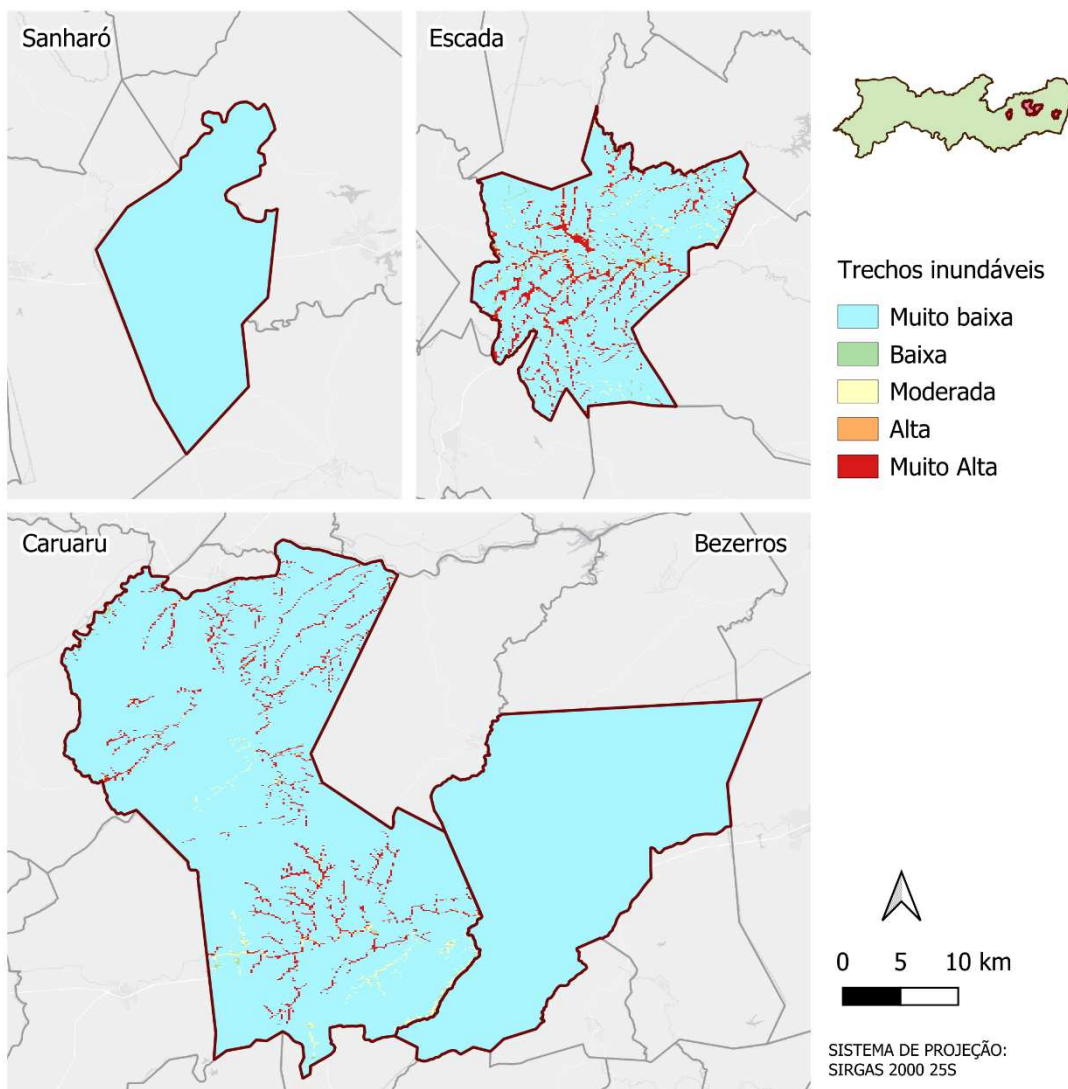 Sanharó
Escada
Trechos inundáveis
Muito baixa
Baixa
Moderada
Alta
Muito Alta
Caruaru
Bezerros
0 5 10 km
SISTEMA DE PROJEÇÃO:
SIRGAS 2000 25S